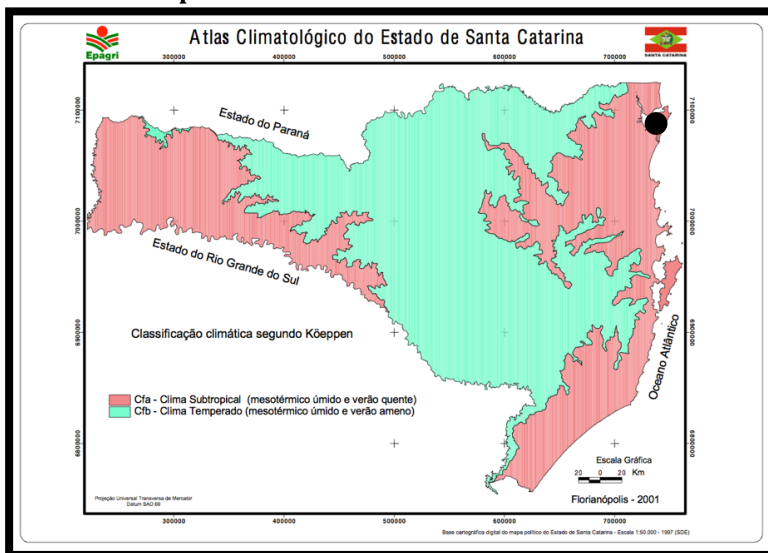 Atlas Climatológico do Estado de Santa Catarina
Epagri
SANTA CATARINA
300000 400000 500000 600000 700000
Estado do Paraná
7100000
7100000
7000000
7000000
Estado do Rio Grande do Sul
Oceano Atlântico
6900000
6900000
Classificação climática segundo Köeppen
Cfa - Clima Subtropical (mesotérmico úmido e verão quente)
Cfb - Clima Temperado (mesotérmico úmido e verão ameno)
6800000
6800000
Escala Gráfica
20 0 20 Km
Projeção Universal Transversa de Mercator
Datum SAD 69
Florianópolis - 2001
300000 400000 500000 600000 700000
Base cartográfica digital do mapa político do Estado de Santa Catarina - Escala 1:50.000 - 1997 (SDE)